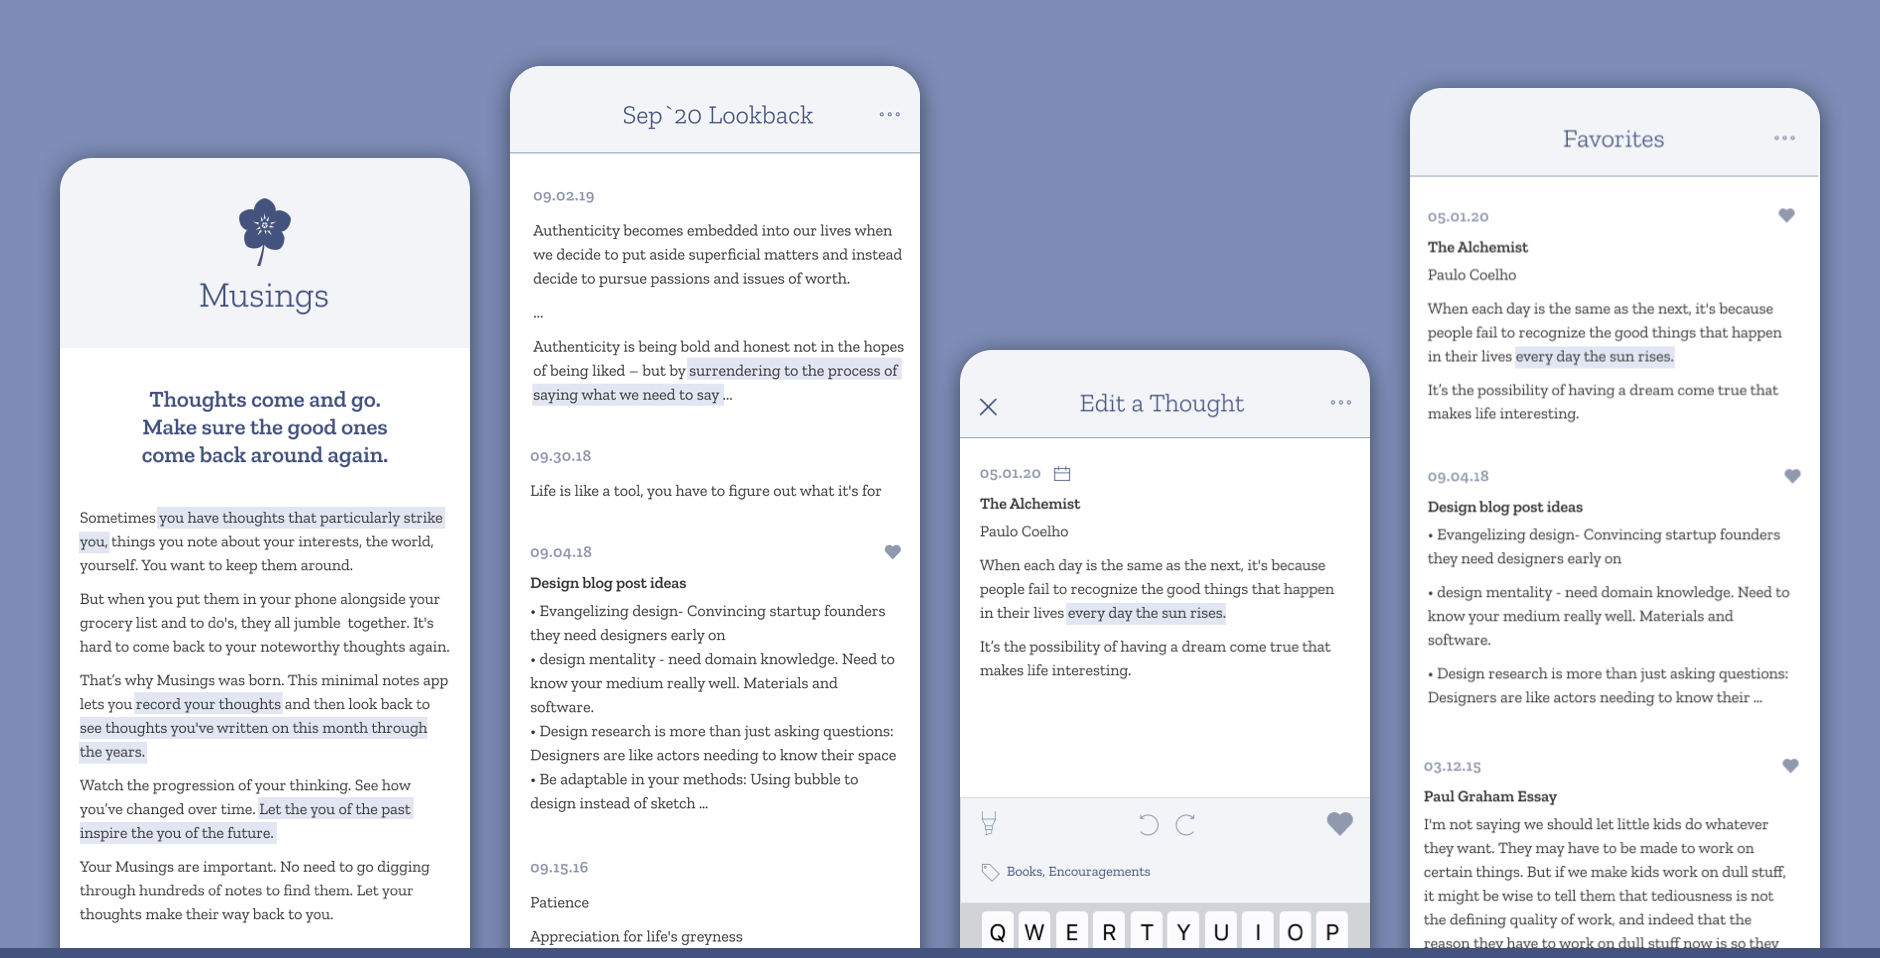 Musings
Thoughts come and go.
Make sure the good ones
come back around again.
Sometimes you have thoughts that particularly strike
you, things you note about your interests, the world,
yourself. You want to keep them around.
But when you put them in your phone alongside your
grocery list and to do's, they all jumble together. It's
hard to come back to your noteworthy thoughts again.
That's why Musings was born. This minimal notes app
lets you record your thoughts and then look back to
see thoughts you've written on this month through
the years.
Watch the progression of your thinking. See how
you've changed over time. Let the you of the past
inspire the you of the future.
Your Musings are important. No need to go digging
through hundreds of notes to find them. Let your
thoughts make their way back to you.
Sep`20 Lookback
09.02.19
Authenticity becomes embedded into our lives when
we decide to put aside superficial matters and instead
decide to pursue passions and issues of worth.
...
Authenticity is being bold and honest not in the hopes
of being liked – but by surrendering to the process of
saying what we need to say ...
09.30.18
Life is like a tool, you have to figure out what it's for
09.04.18
Design blog post ideas
• Evangelizing design- Convincing startup founders
they need designers early on
• design mentality - need domain knowledge. Need to
know your medium really well. Materials and
software.
• Design research is more than just asking questions:
Designers are like actors needing to know their space
• Be adaptable in your methods: Using bubble to
design instead of sketch ...
09.15.16
Patience
Appreciation for life's greyness
Edit a Thought
05.01.20
The Alchemist
Paulo Coelho
When each day is the same as the next, it's because
people fail to recognize the good things that happen
in their lives every day the sun rises.
It's the possibility of having a dream come true that
makes life interesting.
Books, Encouragements
Q W E R T Y U I O P
Favorites
05.01.20
The Alchemist
Paulo Coelho
When each day is the same as the next, it's because
people fail to recognize the good things that happen
in their lives every day the sun rises.
It's the possibility of having a dream come true that
makes life interesting.
09.04.18
Design blog post ideas
• Evangelizing design- Convincing startup founders
they need designers early on
• design mentality - need domain knowledge. Need to
know your medium really well. Materials and
software.
• Design research is more than just asking questions:
Designers are like actors needing to know their ...
03.12.15
Paul Graham Essay
I'm not saying we should let little kids do whatever
they want. They may have to be made to work on
certain things. But if we make kids work on dull stuff,
it might be wise to tell them that tediousness is not
the defining quality of work, and indeed that the
reason they have to work on dull stuff now is so they